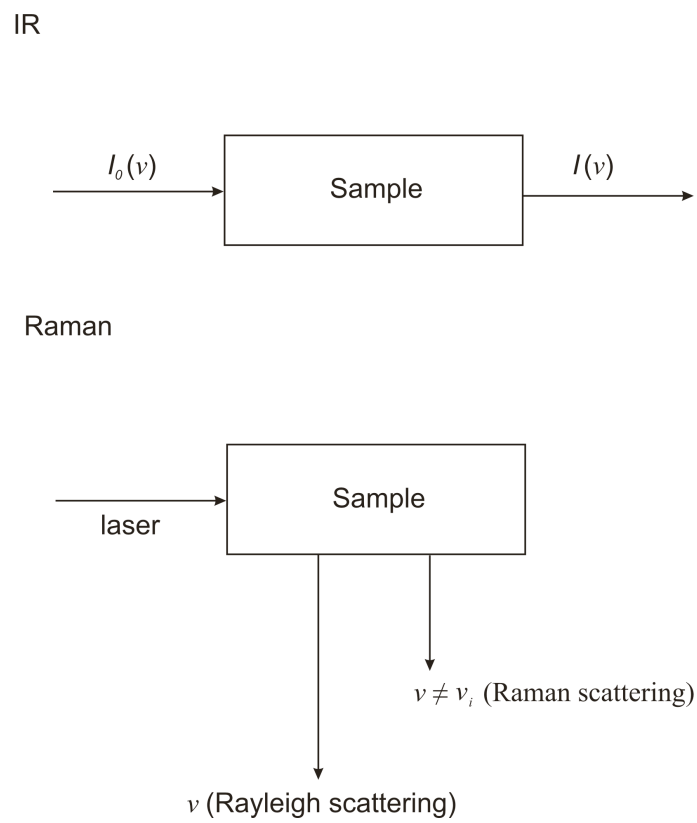 IR
I₀(ν)
Sample
I(ν)
Raman
Sample
laser
ν ≠ νᵢ (Raman scattering)
ν (Rayleigh scattering)